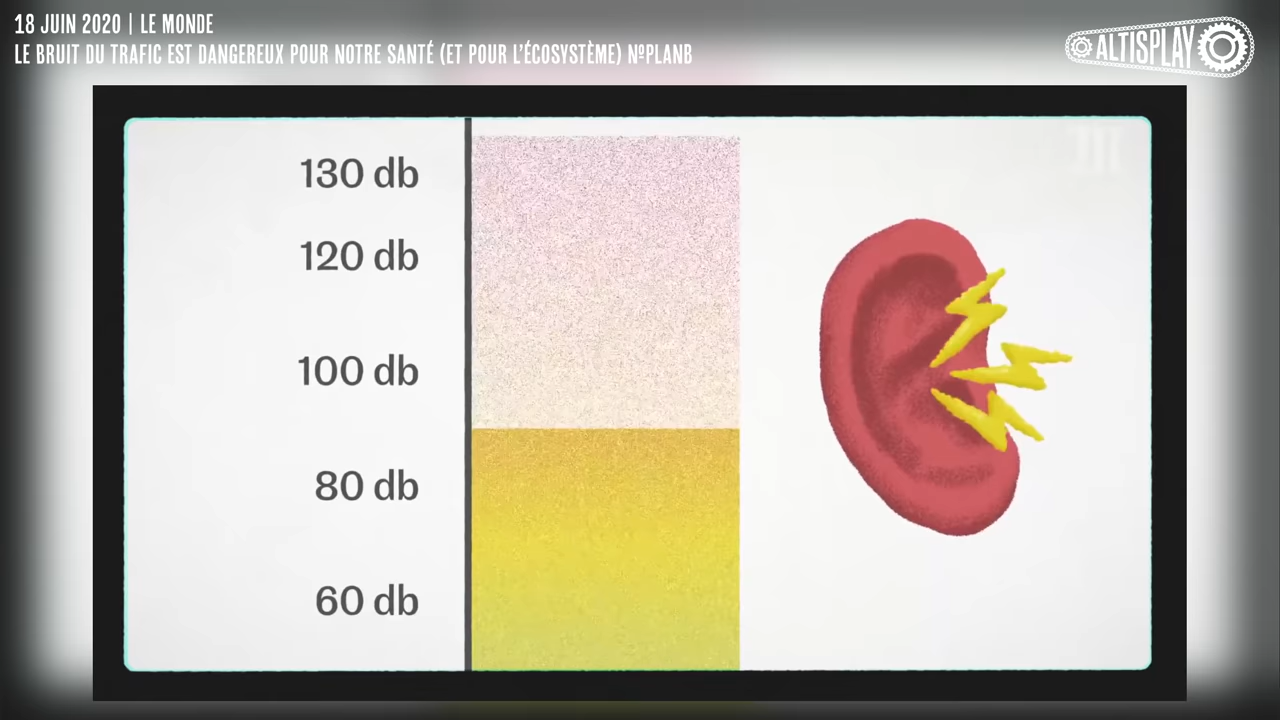 18 JUIN 2020 | LE MONDE
LE BRUIT DU TRAFIC EST DANGEREUX POUR NOTRE SANTÉ (ET POUR L'ÉCOSYSTÈME) NºPLANB
ALTISPLAY
130 db
120 db
100 db
80 db
60 db